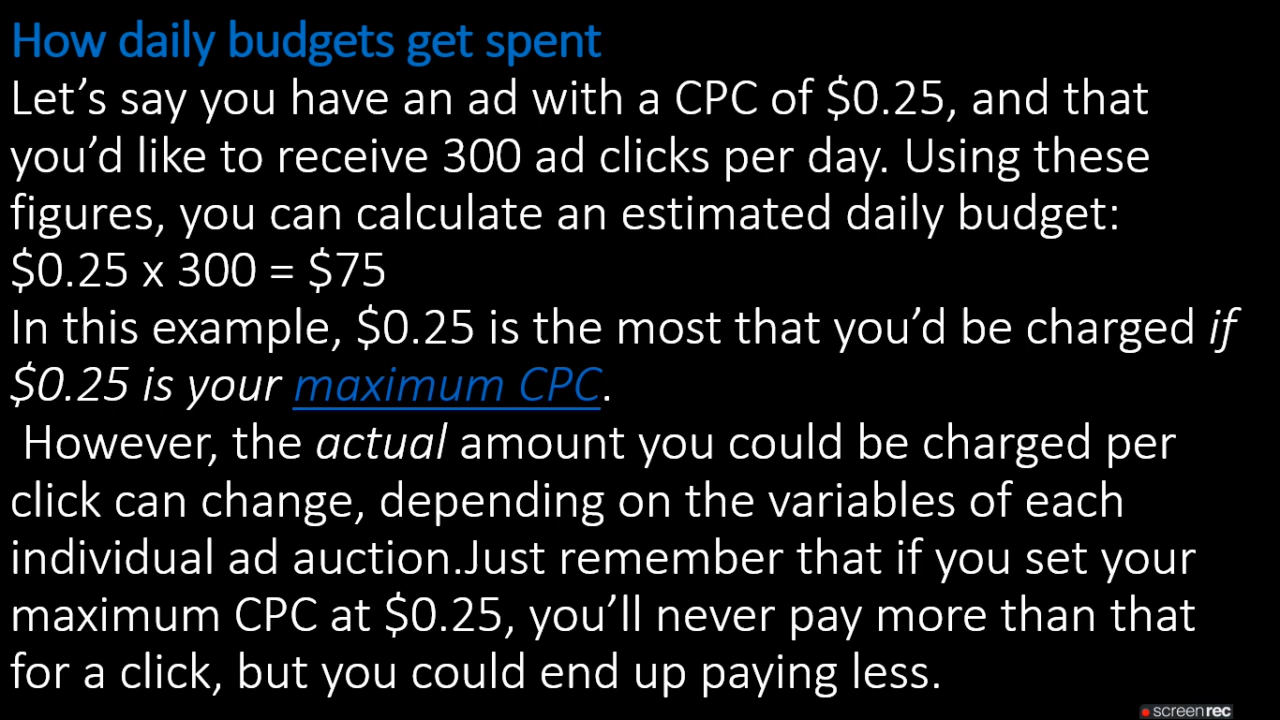 How daily budgets get spent
Let’s say you have an ad with a CPC of $0.25, and that
you’d like to receive 300 ad clicks per day. Using these
figures, you can calculate an estimated daily budget:
$0.25 x 300 = $75
In this example, $0.25 is the most that you’d be charged if
$0.25 is your maximum CPC.
However, the actual amount you could be charged per
click can change, depending on the variables of each
individual ad auction.Just remember that if you set your
maximum CPC at $0.25, you’ll never pay more than that
for a click, but you could end up paying less.
screenrec